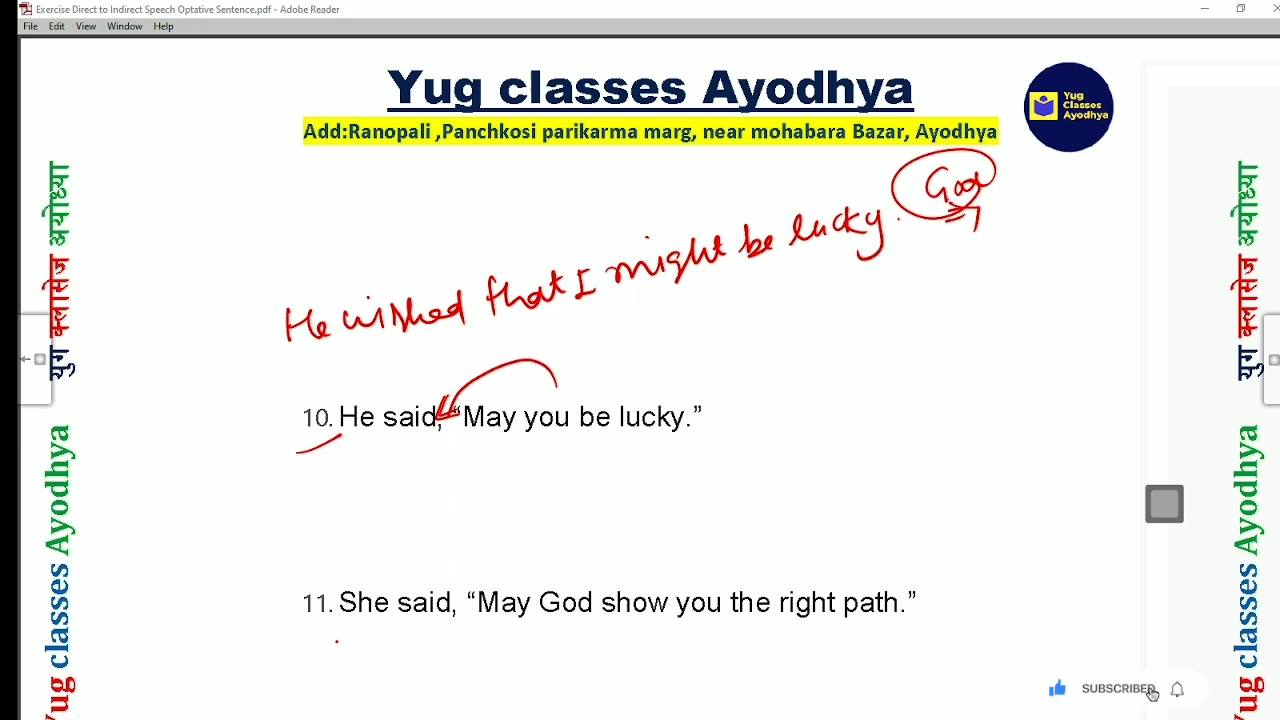 Exercise Direct to Indirect Speech Optative Sentence.pdf - Adobe Reader
File Edit View Window Help
Yug classes Ayodhya
Add:Ranopali ,Panchkosi parikarma marg, near mohabara Bazar, Ayodhya
Yug
Classes
Ayodhya
He wished that I might be lucky.
10. He said, “May you be lucky.”
11. She said, “May God show you the right path.”
युग क्लासेज अयोध्या
Yug classes Ayodhya
युग क्लासेज अयोध्या
Yug classes Ayodhya
SUBSCRIBED